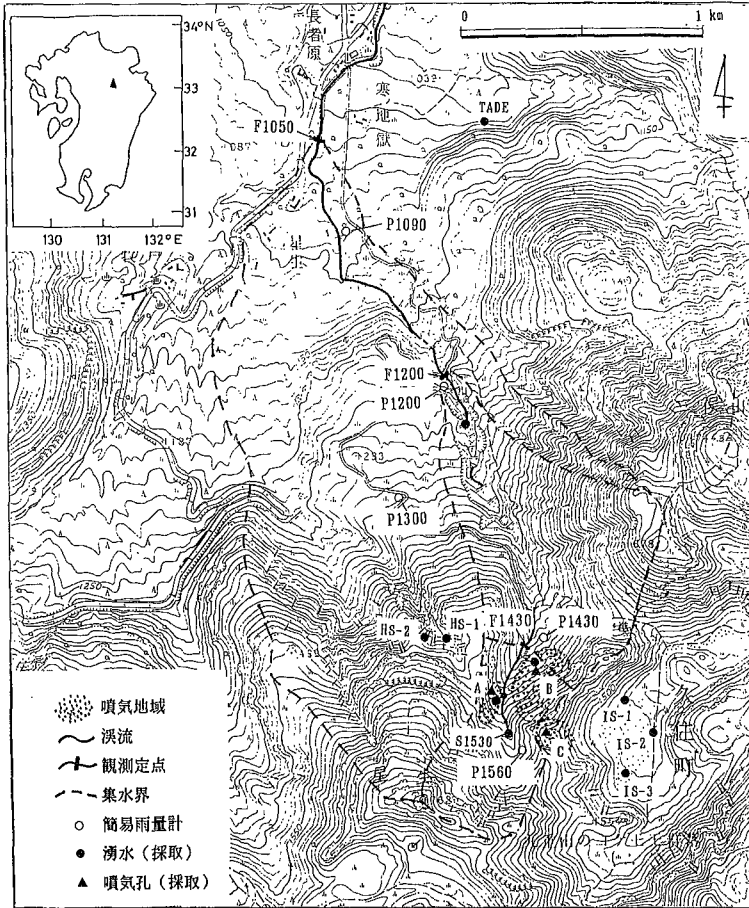 34°N
33
32
31
130
131
132°E
0
1 km
長者原
寒地獄
TADE
F1050
P1090
星生
F1200
P1200
P1300
HS-2
HS-1
F1430
P1430
A
B
C
S1530
P1560
IS-1
IS-2
IS-3
噴気地域
渓流
観測定点
集水界
簡易雨量計
湧水(採取)
噴気孔(採取)